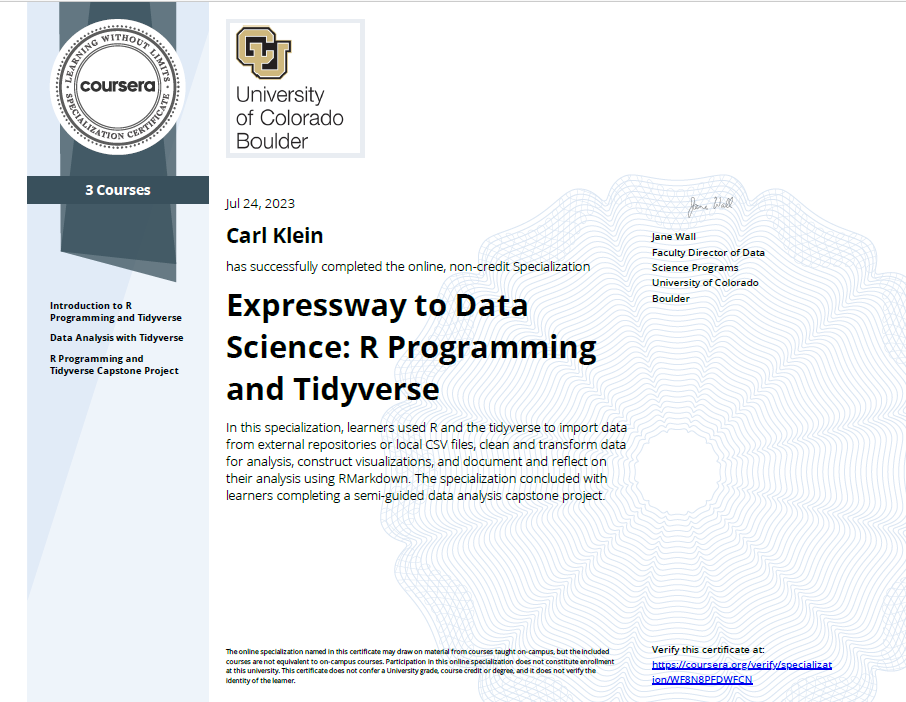 LEARNING WITHOUT LIMITS
coursera
SPECIALIZATION CERTIFICATE
3 Courses
Introduction to R
Programming and Tidyverse
Data Analysis with Tidyverse
R Programming and
Tidyverse Capstone Project
CU
University
of Colorado
Boulder
Jul 24, 2023
Carl Klein
has successfully completed the online, non-credit Specialization
Expressway to Data
Science: R Programming
and Tidyverse
In this specialization, learners used R and the tidyverse to import data
from external repositories or local CSV files, clean and transform data
for analysis, construct visualizations, and document and reflect on
their analysis using RMarkdown. The specialization concluded with
learners completing a semi-guided data analysis capstone project.
Jane Wall
Jane Wall
Faculty Director of Data
Science Programs
University of Colorado
Boulder
The online specialization named in this certificate may draw on material from courses taught on-campus, but the included
courses are not equivalent to on-campus courses. Participation in this online specialization does not constitute enrollment
at this university. This certificate does not confer a University grade, course credit or degree, and it does not verify the
identity of the learner.
Verify this certificate at:
https://coursera.org/verify/specializat
ion/WF8N8PFDWFCN